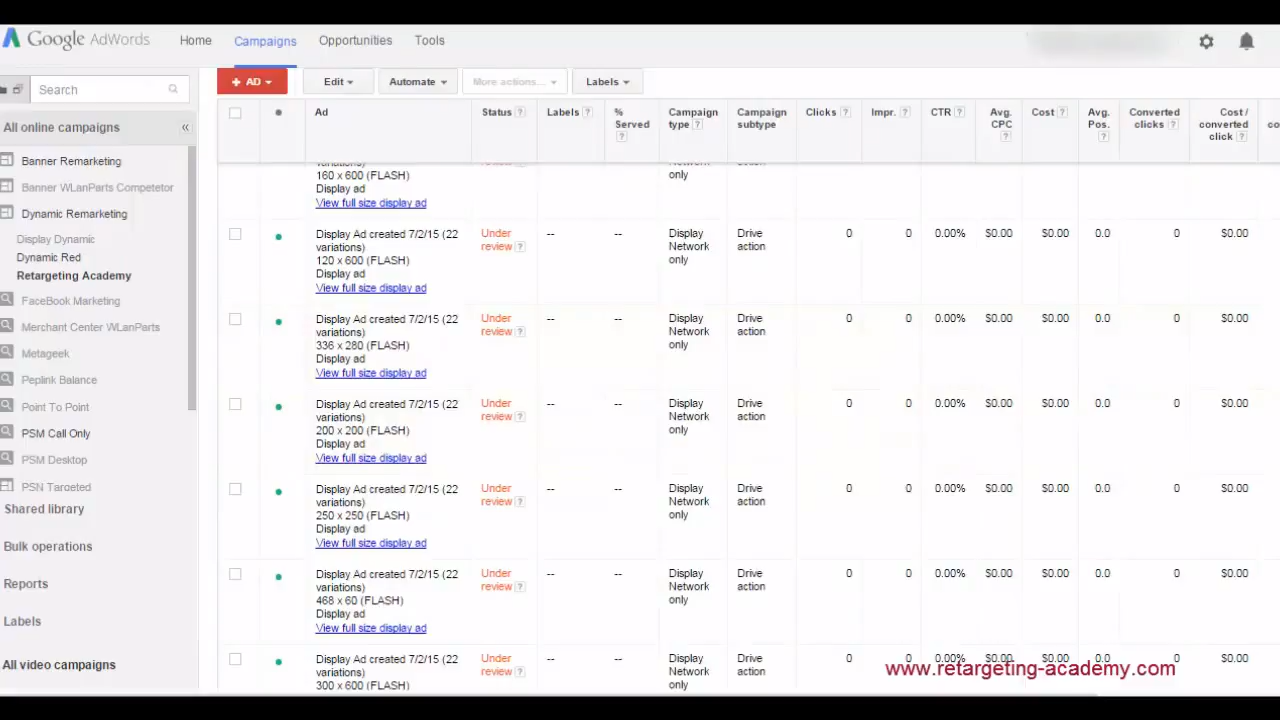 Google AdWords
Home
Campaigns
Opportunities
Tools
Search
+ AD
Edit
Automate
More actions...
Labels
All online campaigns
«
Banner Remarketing
Banner WLanParts Competetor
Dynamic Remarketing
Display Dynamic
Dynamic Red
Retargeting Academy
FaceBook Marketing
Merchant Center WLanParts
Metageek
Peplink Balance
Point To Point
PSM Call Only
PSM Desktop
PSN Targeted
Shared library
Bulk operations
Reports
Labels
All video campaigns
Ad
Status ?
Labels ?
%
Served
?
Campaign
type ?
Campaign
subtype
Clicks ?
Impr. ?
CTR ?
Avg.
CPC
?
Cost ?
Avg.
Pos.
?
Converted
clicks ?
Cost /
converted
click ?
160 x 600 (FLASH)
Display ad
View full size display ad
only
Display Ad created 7/2/15 (22
variations)
120 x 600 (FLASH)
Display ad
View full size display ad
Under
review ?
--
--
Display
Network
only
Drive
action
0
0
0.00%
$0.00
$0.00
0.0
0
$0.00
Display Ad created 7/2/15 (22
variations)
336 x 280 (FLASH)
Display ad
View full size display ad
Under
review ?
--
--
Display
Network
only
Drive
action
0
0
0.00%
$0.00
$0.00
0.0
0
$0.00
Display Ad created 7/2/15 (22
variations)
200 x 200 (FLASH)
Display ad
View full size display ad
Under
review ?
--
--
Display
Network
only
Drive
action
0
0
0.00%
$0.00
$0.00
0.0
0
$0.00
Display Ad created 7/2/15 (22
variations)
250 x 250 (FLASH)
Display ad
View full size display ad
Under
review ?
--
--
Display
Network
only
Drive
action
0
0
0.00%
$0.00
$0.00
0.0
0
$0.00
Display Ad created 7/2/15 (22
variations)
468 x 60 (FLASH)
Display ad
View full size display ad
Under
review ?
--
--
Display
Network
only
Drive
action
0
0
0.00%
$0.00
$0.00
0.0
0
$0.00
Display Ad created 7/2/15 (22
variations)
300 x 600 (FLASH)
Under
review ?
--
--
Display
Network
only
Drive
action
0
0
0.00%
$0.00
$0.00
0.0
0
$0.00
www.retargeting-academy.com